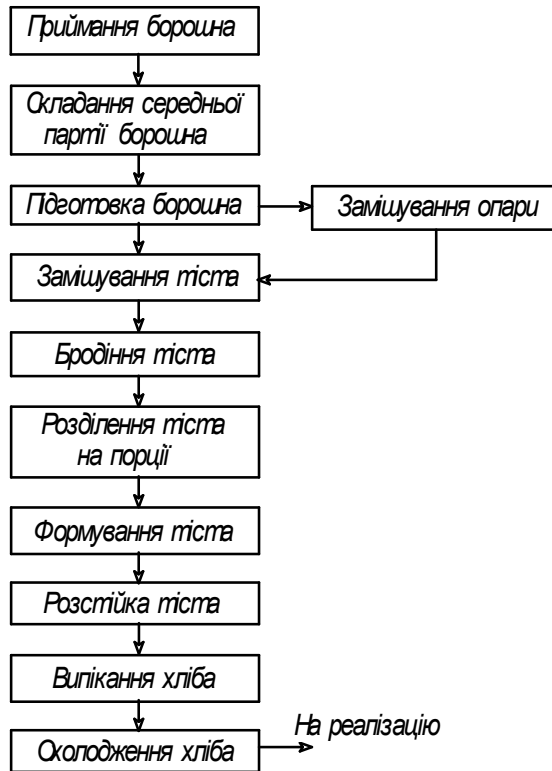 Приймання борошна
Складання середньої
партії борошна
Підготовка борошна
Замішування опари
Замішування тіста
Бродіння тіста
Розділення тіста
на порції
Формування тіста
Розстійка тіста
Випікання хліба
На реалізацію
Охолодження хліба